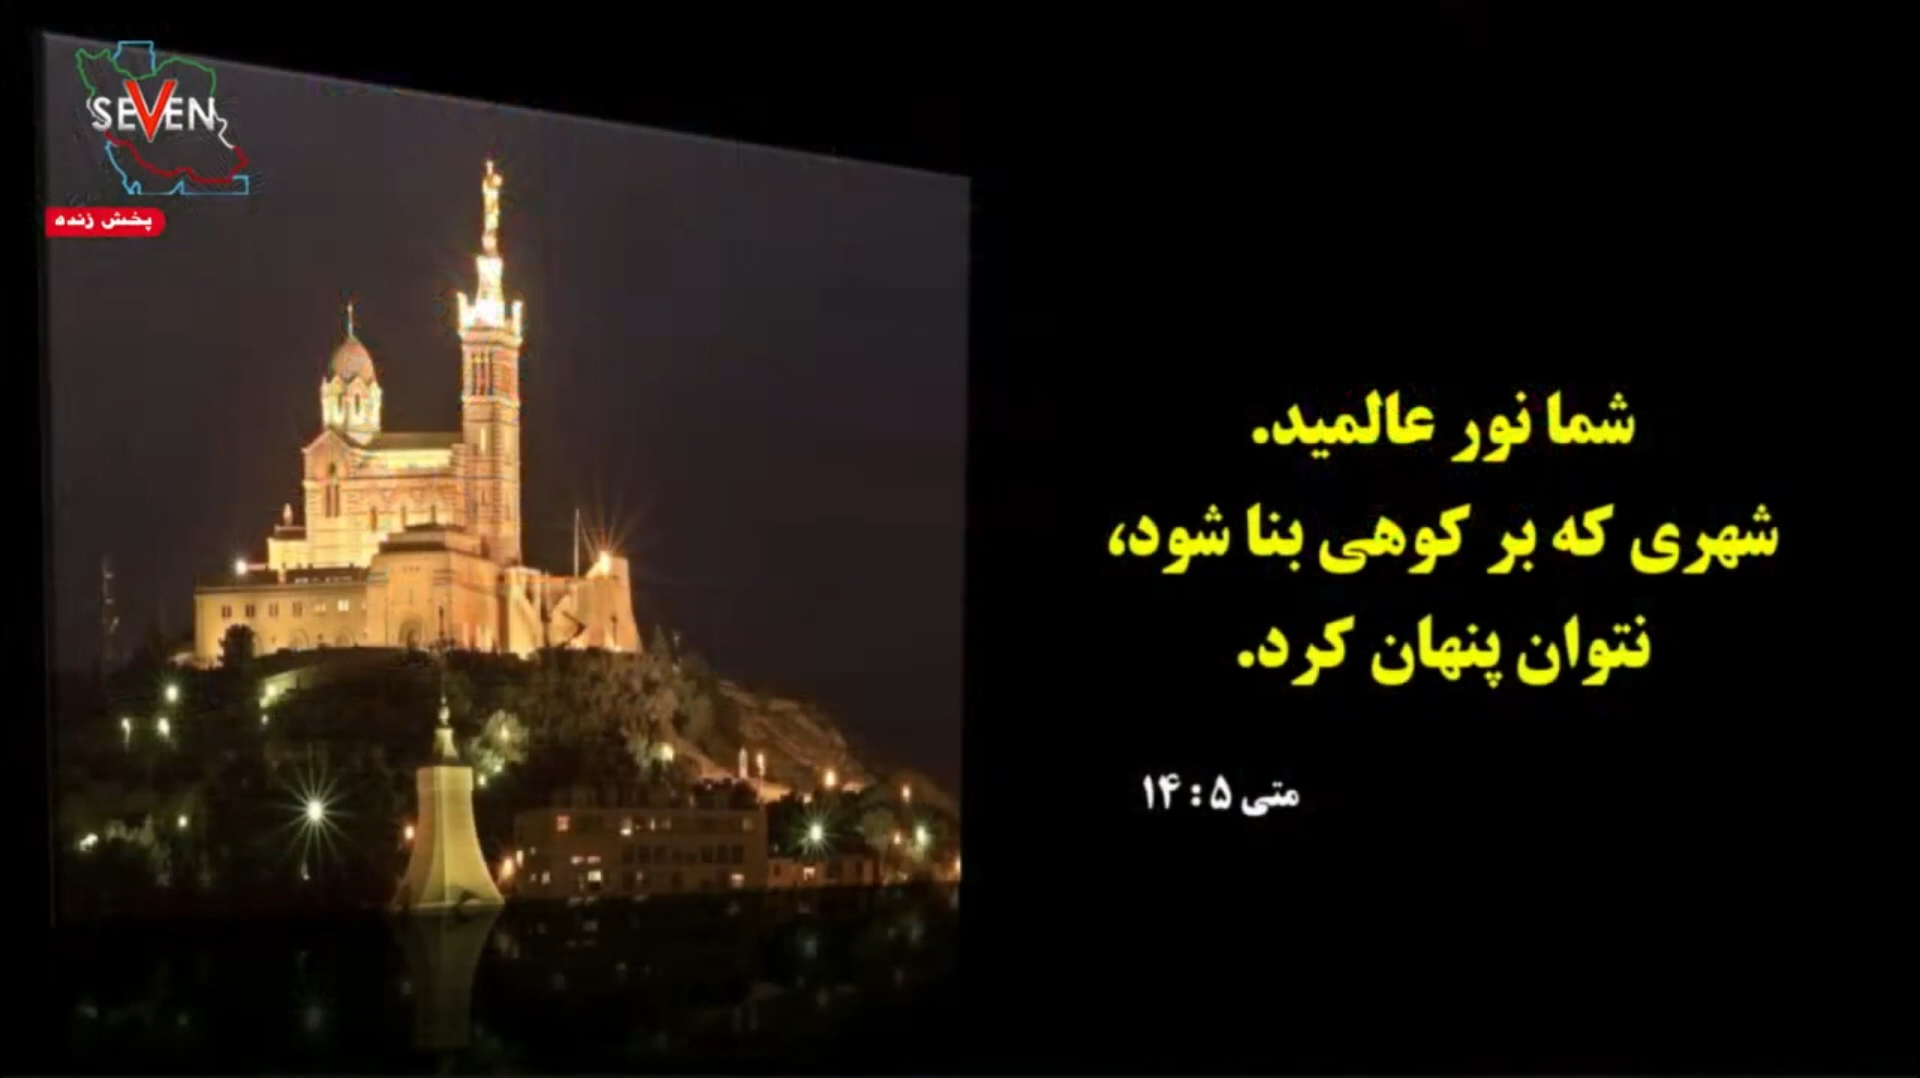 SEVEN
پخش زنده
شما نور عالمید.
شهری که بر کوهی بنا شود،
نتوان پنهان کرد.
متی ۵ : ۱۴